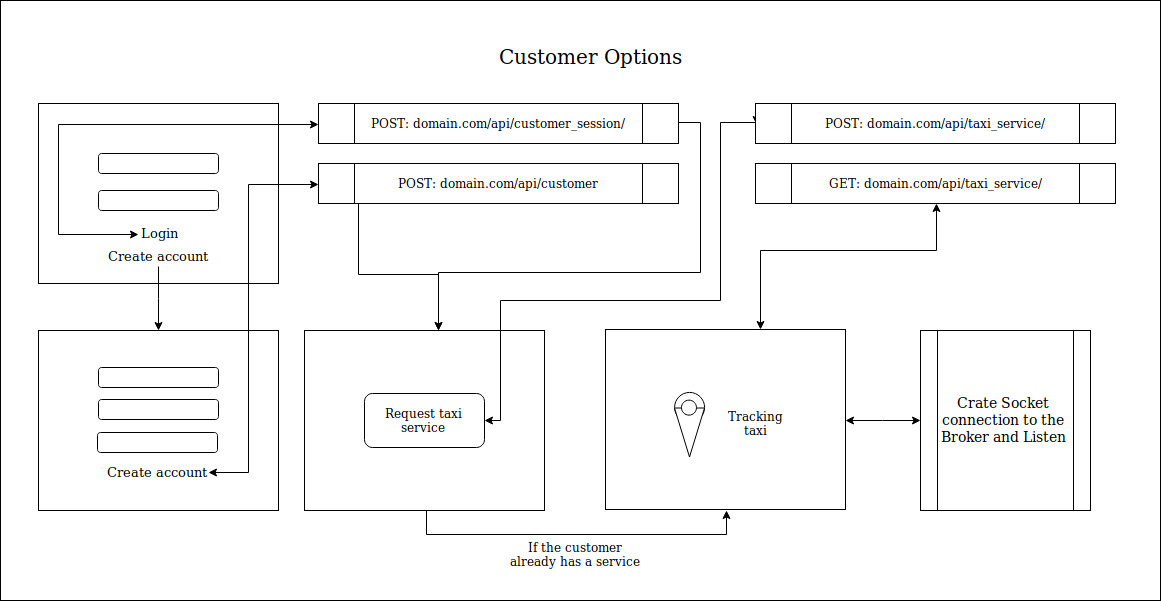 Customer Options
POST: domain.com/api/customer_session/
POST: domain.com/api/taxi_service/
POST: domain.com/api/customer
GET: domain.com/api/taxi_service/
Login
Create account
Request taxi
service
Tracking
taxi
Crate Socket
connection to the
Broker and Listen
Create account
If the customer
already has a service